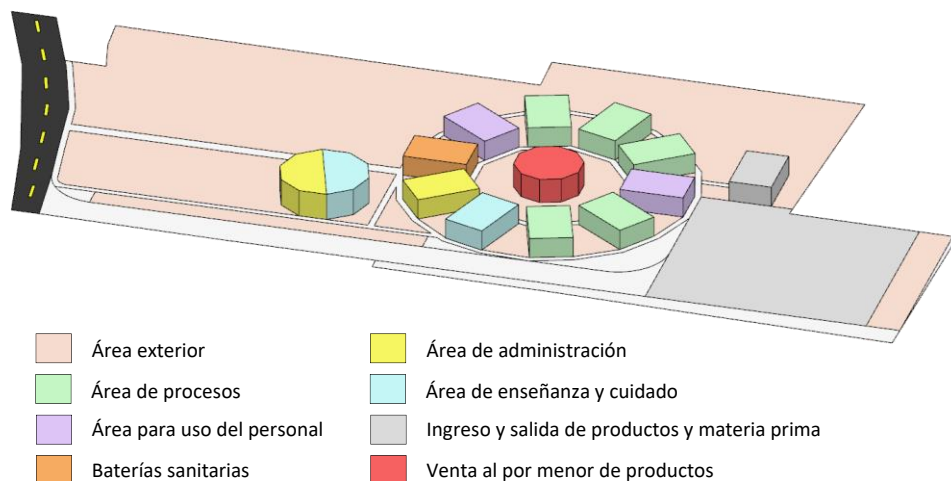 Área exterior
Área de administración
Área de procesos
Área de enseñanza y cuidado
Área para uso del personal
Ingreso y salida de productos y materia prima
Baterías sanitarias
Venta al por menor de productos